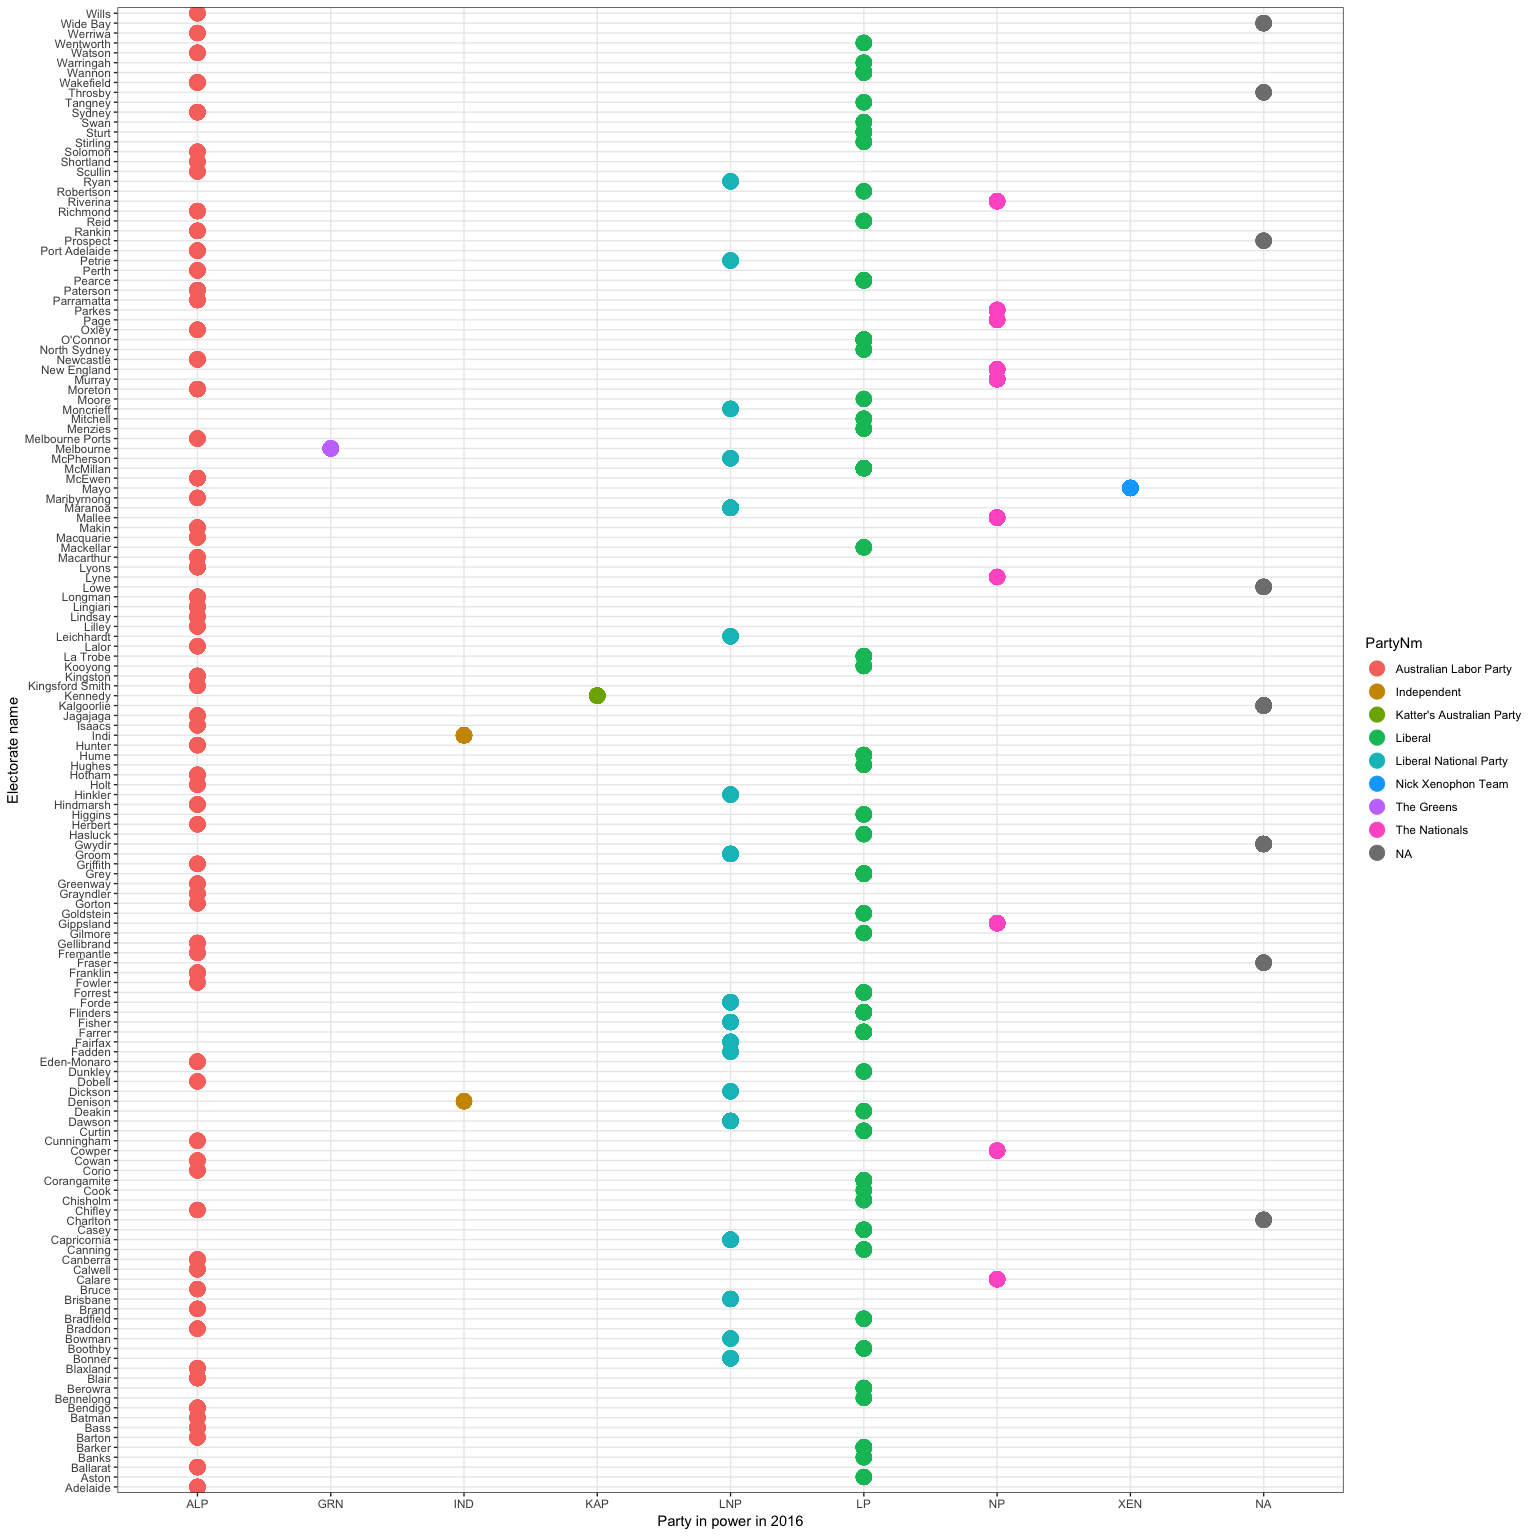 Wills
Wide Bay
Werriwa
Wentworth
Watson
Warringah
Wannon
Wakefield
Throsby
Tangney
Sydney
Swan
Sturt
Stirling
Solomon
Shortland
Scullin
Ryan
Robertson
Riverina
Richmond
Reid
Rankin
Prospect
Port Adelaide
Petrie
Perth
Pearce
Paterson
Parramatta
Parkes
Page
Oxley
O'Connor
North Sydney
Newcastle
New England
Murray
Moreton
Moore
Moncrieff
Mitchell
Menzies
Melbourne Ports
Melbourne
McPherson
McMillan
McEwen
Mayo
Maribyrnong
Maranoa
Mallee
Makin
Macquarie
Mackellar
Macarthur
Lyons
Lyne
Lowe
Longman
Lingiari
Lindsay
Lilley
Leichhardt
Lalor
La Trobe
Kooyong
Kingston
Kingsford Smith
Kennedy
Kalgoorlie
Jagajaga
Isaacs
Indi
Hunter
Hume
Hughes
Hotham
Holt
Hinkler
Hindmarsh
Higgins
Herbert
Hasluck
Gwydir
Groom
Griffith
Grey
Greenway
Grayndler
Gorton
Goldstein
Gippsland
Gilmore
Gellibrand
Fremantle
Fraser
Franklin
Fowler
Forrest
Forde
Flinders
Fisher
Farrer
Fairfax
Fadden
Eden-Monaro
Dunkley
Dobell
Dickson
Denison
Deakin
Dawson
Curtin
Cunningham
Cowper
Cowan
Corio
Corangamite
Cook
Chisholm
Chifley
Charlton
Casey
Capricornia
Canning
Canberra
Calwell
Calare
Bruce
Brisbane
Brand
Bradfield
Braddon
Bowman
Boothby
Bonner
Blaxland
Blair
Berowra
Bennelong
Bendigo
Batman
Bass
Barton
Barker
Banks
Ballarat
Aston
Adelaide
Electorate name
ALP GRN IND KAP LNP LP NP XEN NA
Party in power in 2016
PartyNm
Australian Labor Party
Independent
Katter's Australian Party
Liberal
Liberal National Party
Nick Xenophon Team
The Greens
The Nationals
NA